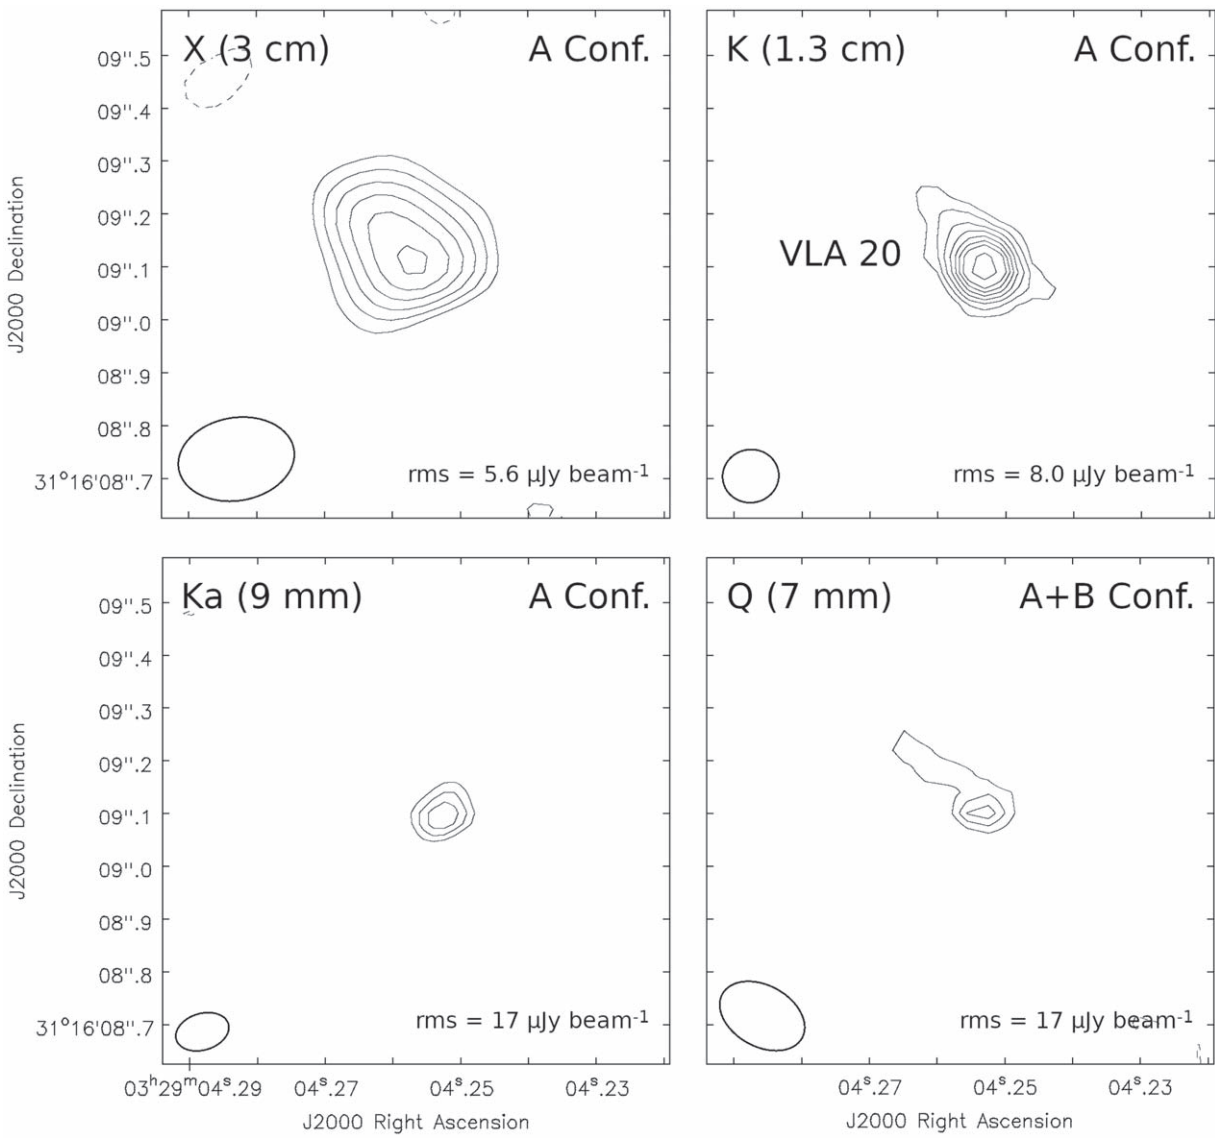 X (3 cm) A Conf.
K (1.3 cm) A Conf.
09".5
09".4
09".3
09".2
09".1
09".0
08".9
08".8
31°16'08".7
J2000 Declination
VLA 20
rms = 5.6 μJy beam-1
rms = 8.0 μJy beam-1
Ka (9 mm) A Conf.
Q (7 mm) A+B Conf.
09".5
09".4
09".3
09".2
09".1
09".0
08".9
08".8
31°16'08".7
J2000 Declination
rms = 17 μJy beam-1
rms = 17 μJy beam-1
03h29m04s.29 04s.27 04s.25 04s.23
04s.27 04s.25 04s.23
J2000 Right Ascension
J2000 Right Ascension